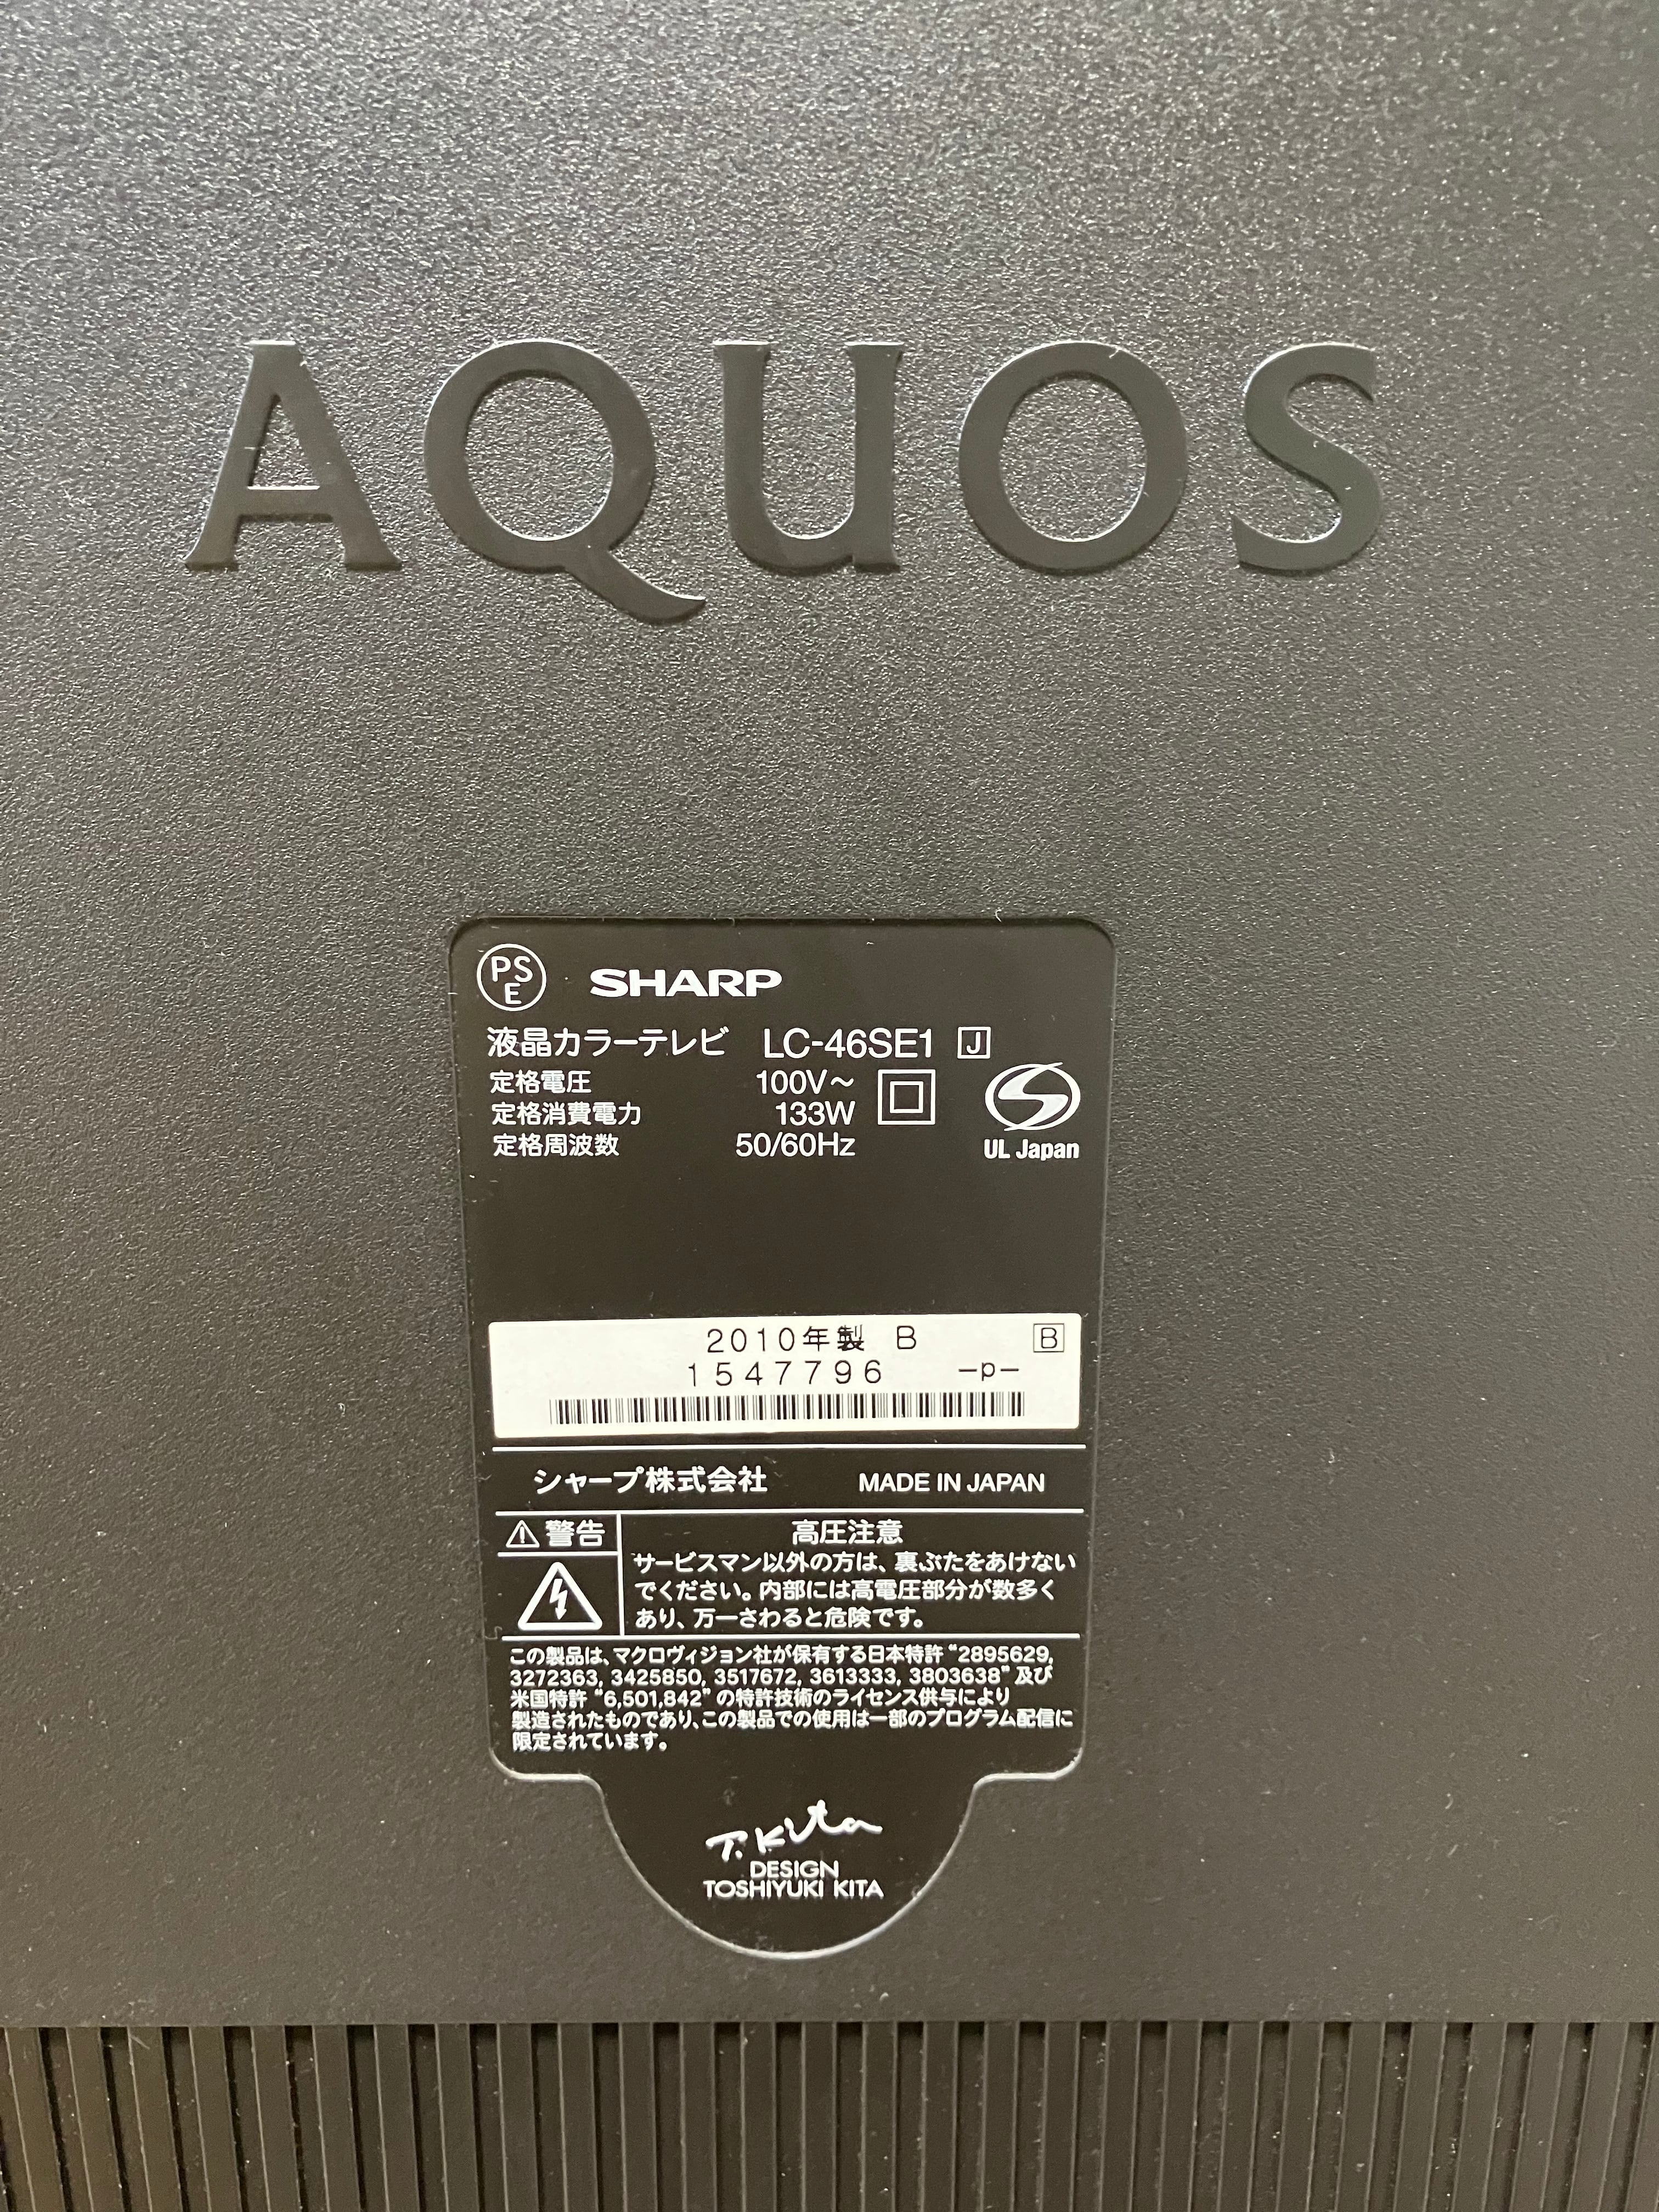 AQUOS
PS
E
SHARP
液晶カラーテレビ LC-46SE1 J
定格電圧 100V～
定格消費電力 133W
定格周波数 50/60Hz
UL Japan
2010年製 B B
1547796 -p-
シャープ株式会社 MADE IN JAPAN
警告
高圧注意
サービスマン以外の方は、裏ぶたをあけない
でください。内部には高電圧部分が数多く
あり、万一さわると危険です。
この製品は、マクロヴィジョン社が保有する日本特許“2895629,
3272363, 3425850, 3517672, 3613333, 3803638” 及び
米国特許 “6,501,842” の特許技術のライセンス供与により
製造されたものであり、この製品での使用は一部のプログラム配信に
限定されています。
T.Kita
DESIGN
TOSHIYUKI KITA